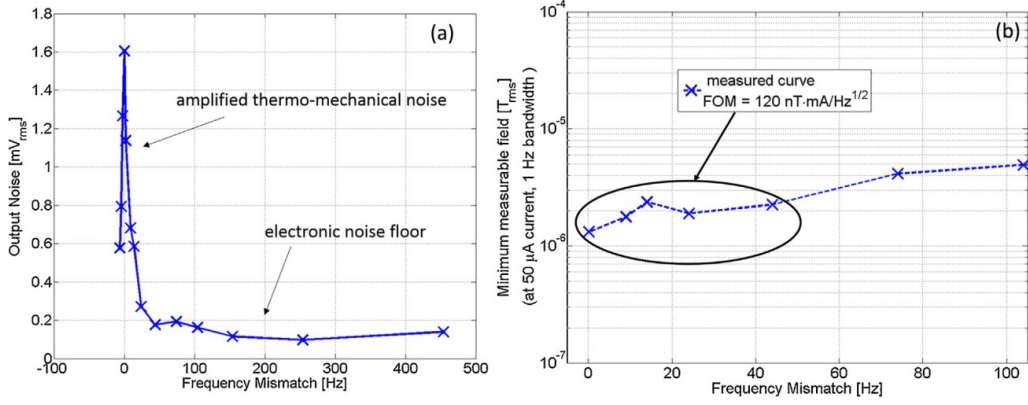 (a)
1.8
1.6
1.4
1.2
1
0.8
0.6
0.4
0.2
0
Output Noise [mVrms]
amplified thermo-mechanical noise
electronic noise floor
-100
0
100
200
300
400
500
Frequency Mismatch [Hz]
(b)
10-4
10-5
10-6
10-7
Minimum measurable field [Trms]
(at 50 μA current, 1 Hz bandwidth )
measured curve
FOM = 120 nT·mA/Hz1/2
0
20
40
60
80
100
Frequency Mismatch [Hz]